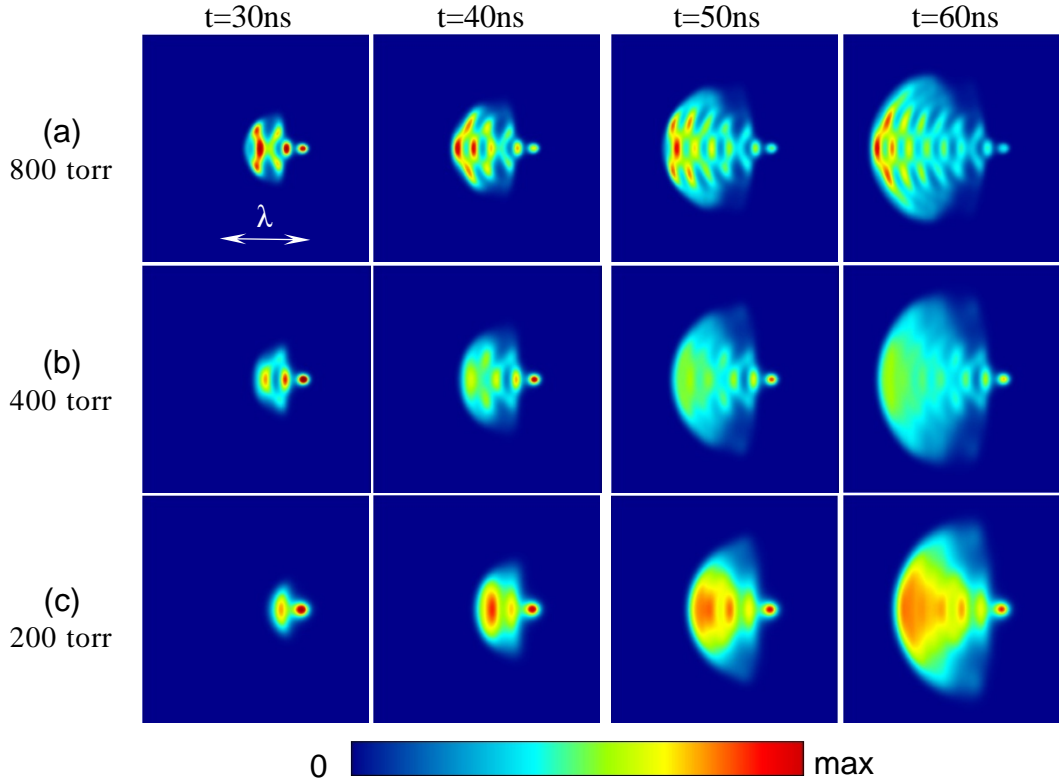 t=30ns t=40ns t=50ns t=60ns
(a)
800 torr
λ
(b)
400 torr
(c)
200 torr
0 max